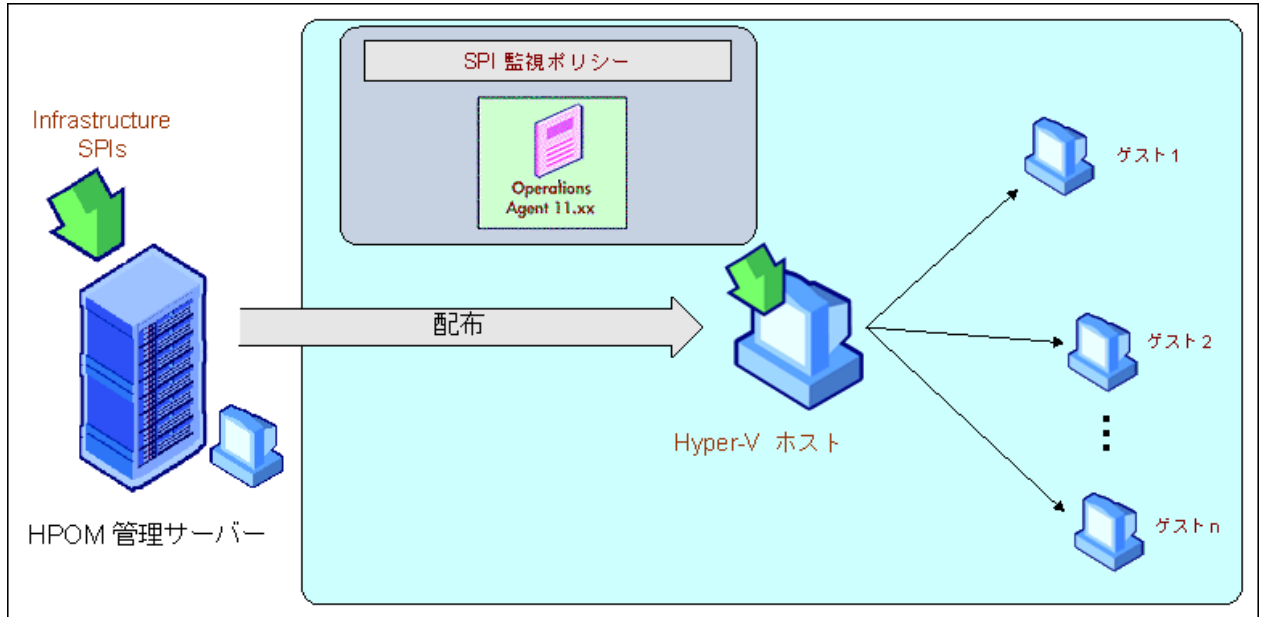 SPI 監視ポリシー
Infrastructure
SPIs
Operations
Agent 11.xx
ゲスト1
配布
ゲスト2
Hyper-V ホスト
ゲスト n
HPOM 管理サーバー